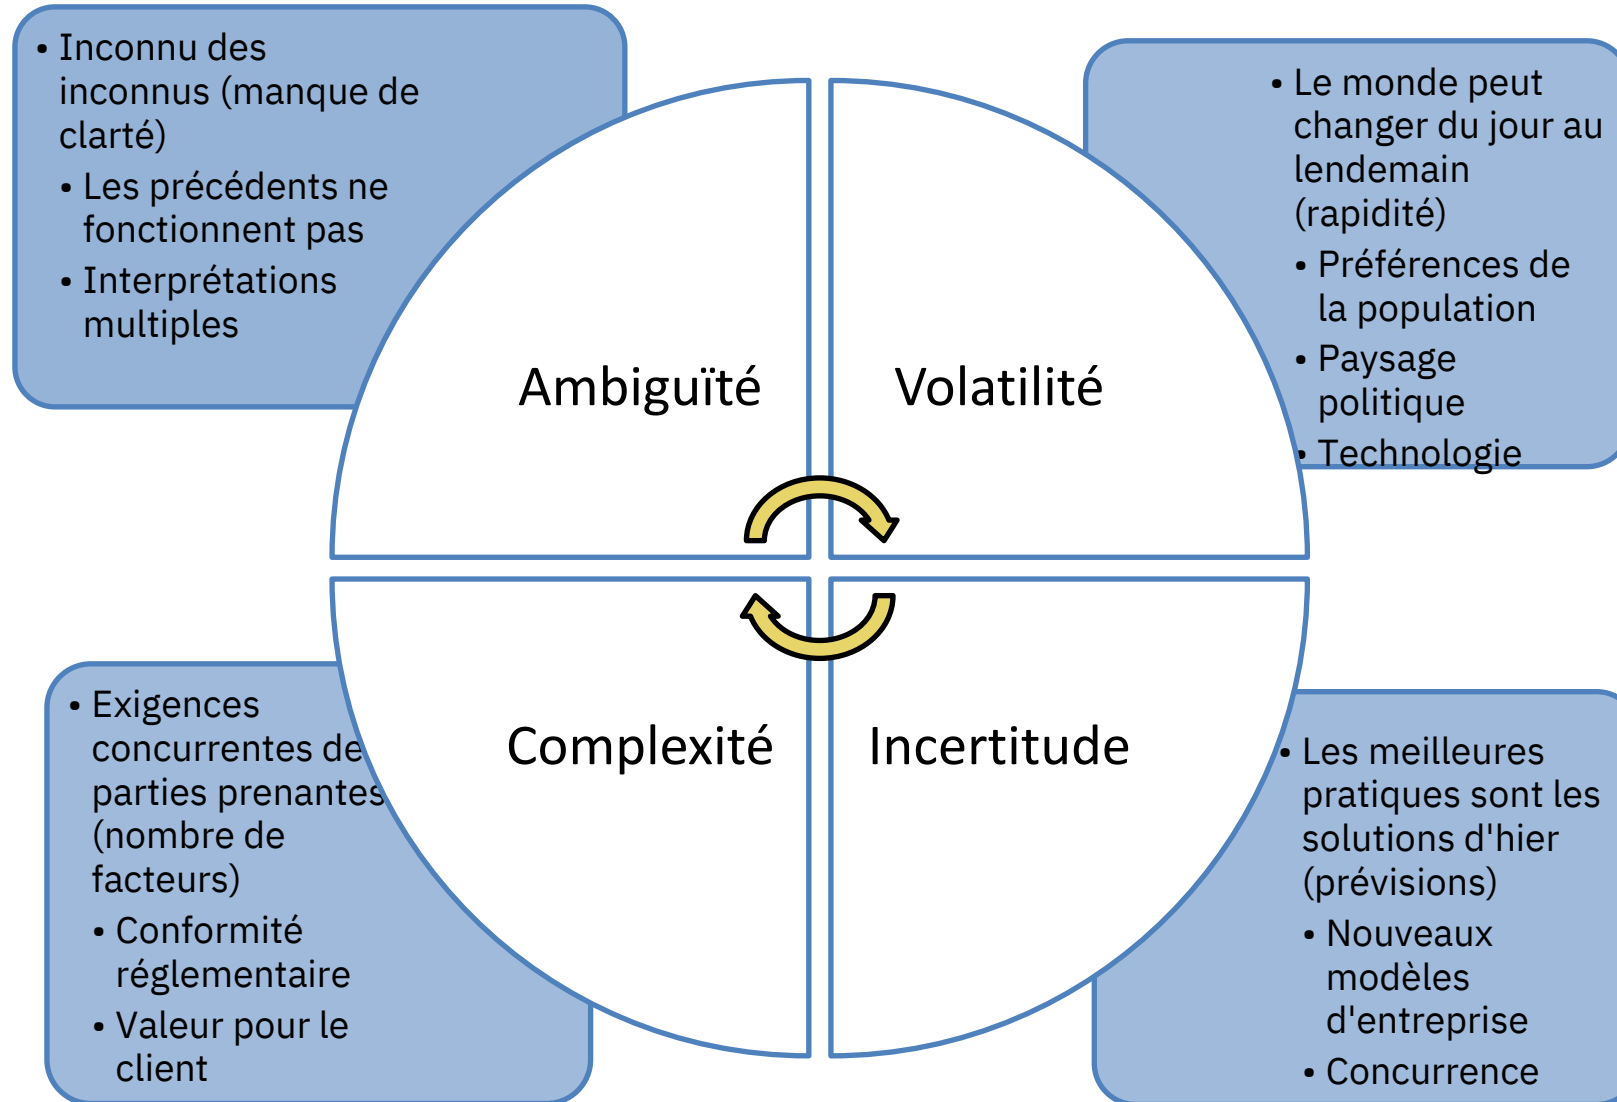 • Inconnu des
inconnus (manque de
clarté)
• Les précédents ne
fonctionnent pas
• Interprétations
multiples
• Le monde peut
changer du jour au
lendemain
(rapidité)
• Préférences de
la population
• Paysage
politique
• Technologie
Ambiguïté
Volatilité
Complexité
Incertitude
• Exigences
concurrentes de
parties prenantes
(nombre de
facteurs)
• Conformité
réglementaire
• Valeur pour le
client
• Les meilleures
pratiques sont les
solutions d'hier
(prévisions)
• Nouveaux
modèles
d'entreprise
• Concurrence